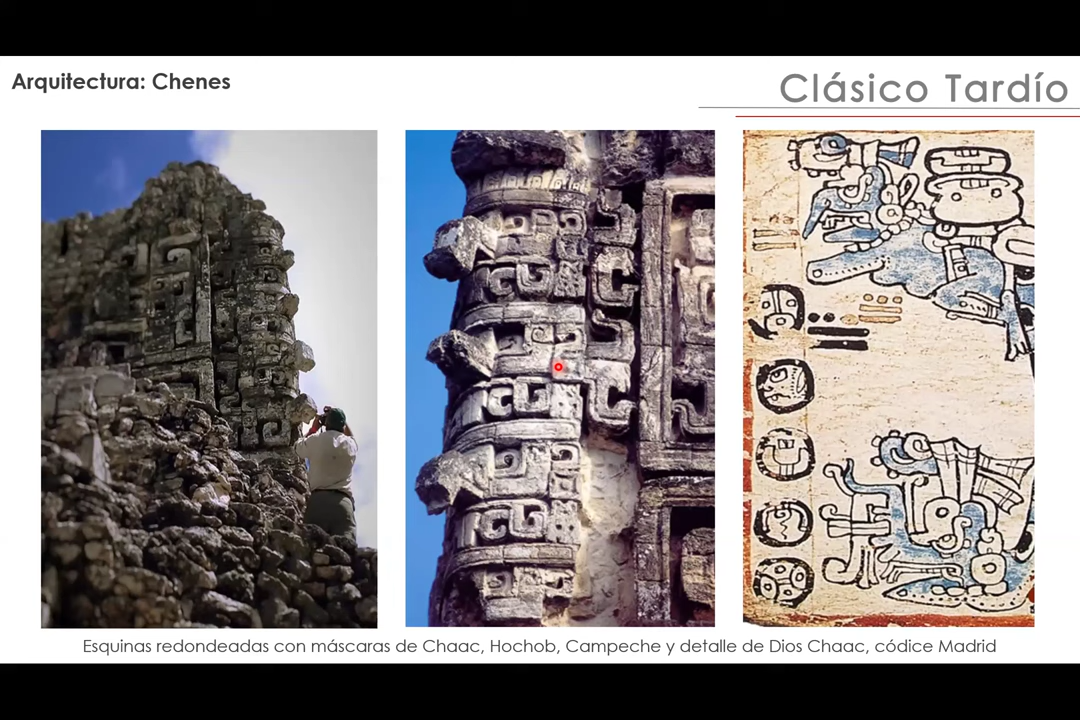 Arquitectura: Chenes
Clásico Tardío
Esquinas redondeadas con máscaras de Chaac, Hochob, Campeche y detalle de Dios Chaac, códice Madrid